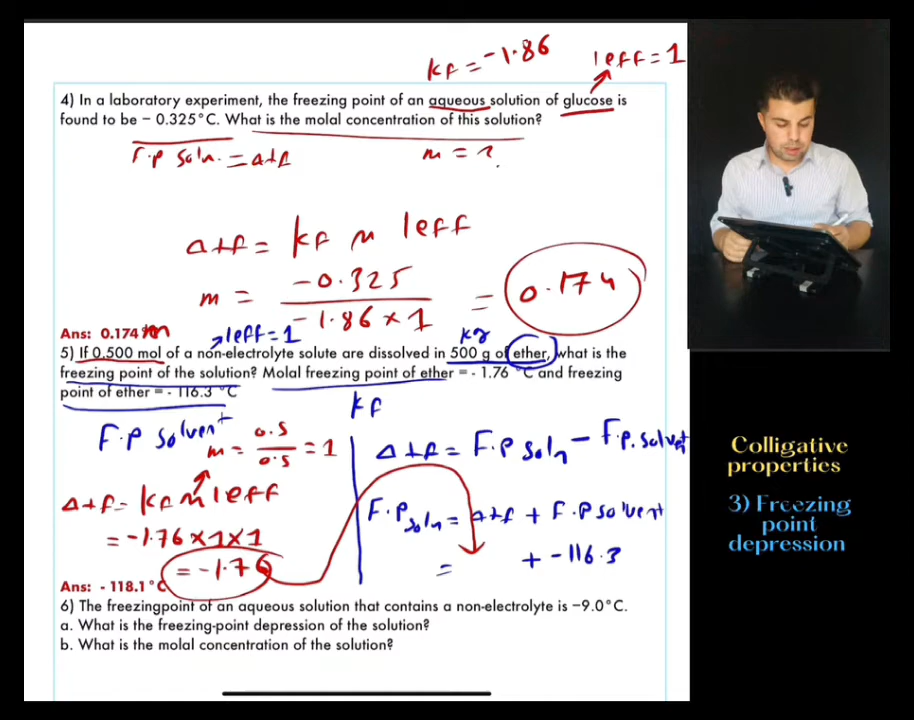 kf = -1.86
ieff = 1
4) In a laboratory experiment, the freezing point of an aqueous solution of glucose is
found to be – 0.325°C. What is the molal concentration of this solution?
F.p soln. = Δtf
m = ?
Δtf = kf m ieff
m = -0.325 / -1.86 × 1 = 0.174
Ans: 0.174 m
ieff = 1
kg
5) If 0.500 mol of a non-electrolyte solute are dissolved in 500 g of ether, what is the
freezing point of the solution? Molal freezing point of ether = - 1.76 °C and freezing
point of ether = - 116.3 °C
kf
F.P solvent
m = 0.5 / 0.5 = 1
Δtf = kf m ieff
= -1.76 × 1 × 1
= -1.76
Δtf = F.P soln - F.P. solvent
F.P soln = Δtf + F.P solvent
= + -116.3
Ans: - 118.1°C
6) The freezingpoint of an aqueous solution that contains a non-electrolyte is −9.0°C.
a. What is the freezing-point depression of the solution?
b. What is the molal concentration of the solution?
Colligative
properties
3) Freezing
point
depression